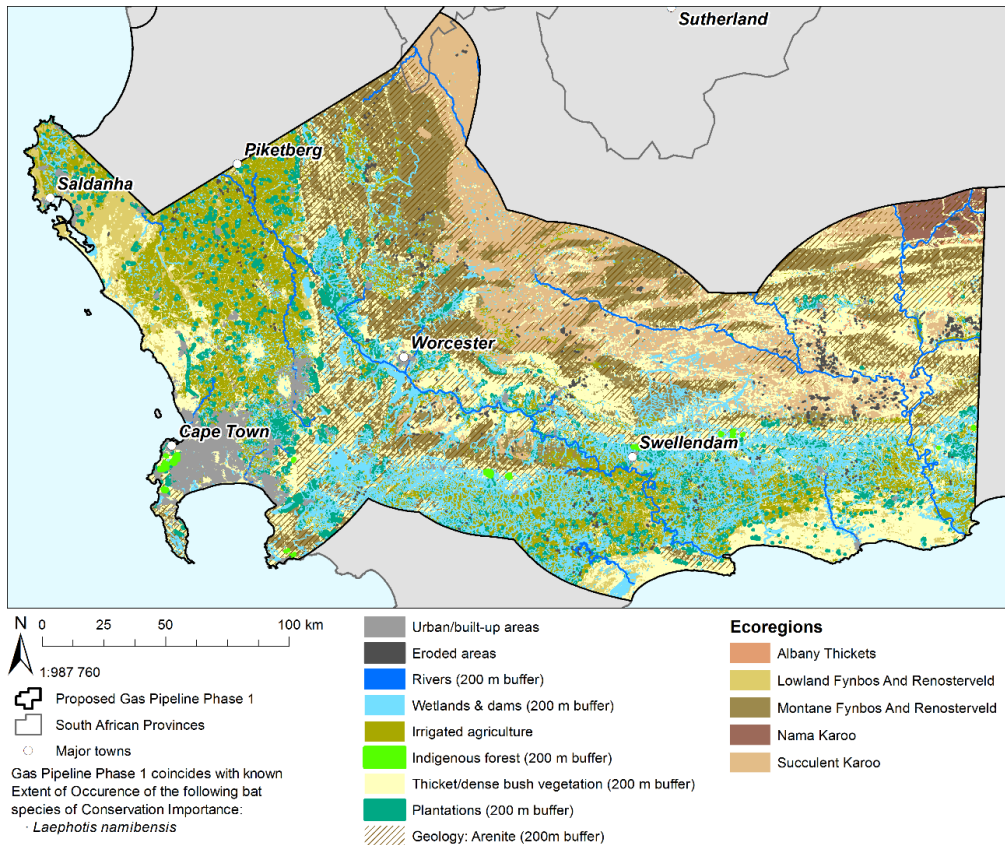 Sutherland
Piketberg
Saldanha
Worcester
Cape Town
Swellendam
N
0 25 50 100 km
1:987 760
Proposed Gas Pipeline Phase 1
South African Provinces
Major towns
Gas Pipeline Phase 1 coincides with known
Extent of Occurence of the following bat
species of Conservation Importance:
· Laephotis namibensis
Urban/built-up areas
Eroded areas
Rivers (200 m buffer)
Wetlands & dams (200 m buffer)
Irrigated agriculture
Indigenous forest (200 m buffer)
Thicket/dense bush vegetation (200 m buffer)
Plantations (200 m buffer)
Geology: Arenite (200m buffer)
Ecoregions
Albany Thickets
Lowland Fynbos And Renosterveld
Montane Fynbos And Renosterveld
Nama Karoo
Succulent Karoo